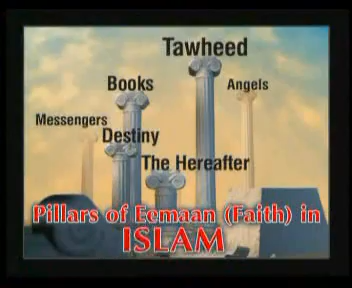 Tawheed
Books
Angels
Messengers
Destiny
The Hereafter
Pillars of Eemaan (Faith) in
ISLAM